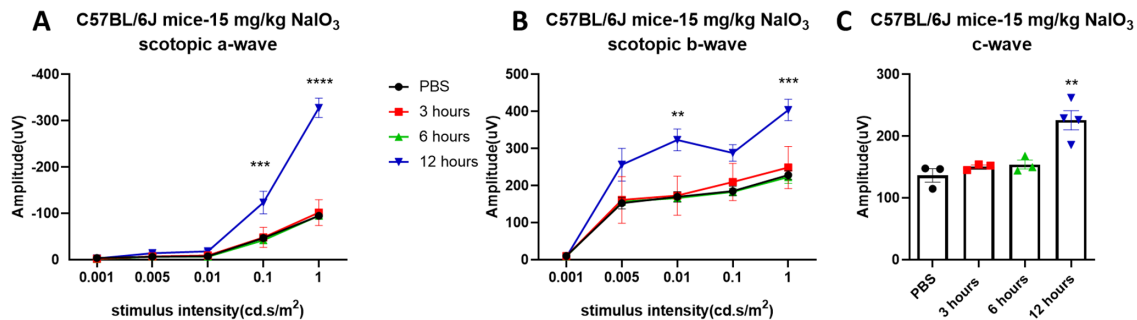 A
C57BL/6J mice-15 mg/kg NaIO3
scotopic a-wave
-400
-300
-200
-100
0
Amplitude(uV)
***
****
0.001
0.005
0.01
0.1
1
stimulus intensity(cd.s/m²)
PBS
3 hours
6 hours
12 hours
B
C57BL/6J mice-15 mg/kg NaIO3
scotopic b-wave
500
400
300
200
100
0
Amplitude(uV)
**
***
0.001
0.005
0.01
0.1
1
stimulus intensity(cd.s/m²)
C
C57BL/6J mice-15 mg/kg NaIO3
c-wave
300
200
100
0
Amplitude(uV)
**
PBS
3 hours
6 hours
12 hours